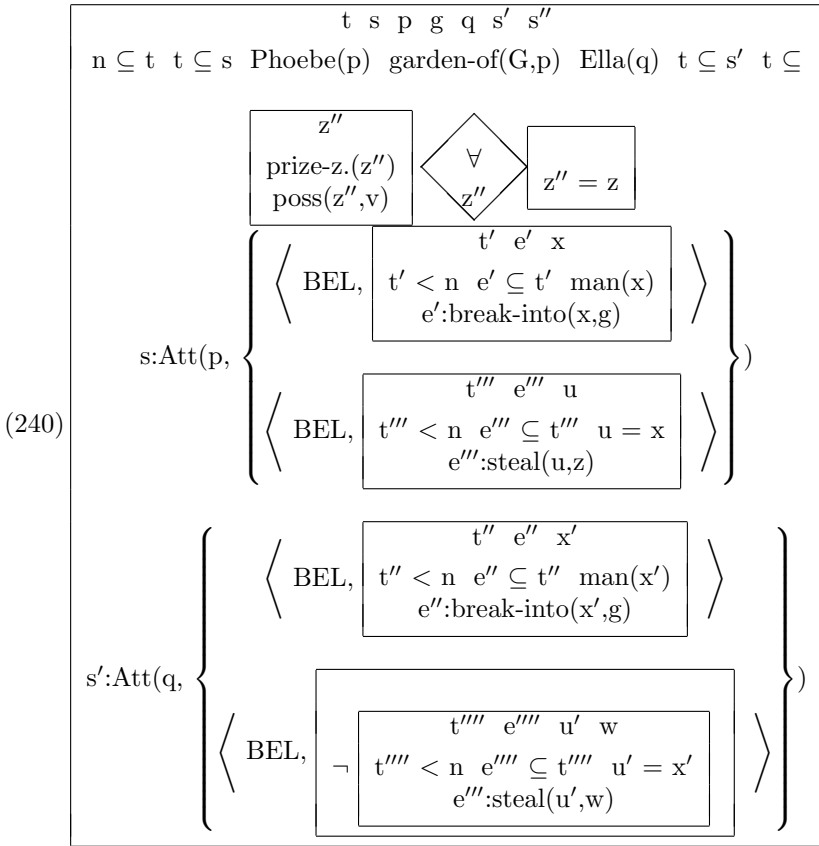 t s p g q s′ s′′
n ⊆ t t ⊆ s Phoebe(p) garden-of(G,p) Ella(q) t ⊆ s′ t ⊆
z′′
prize-z.(z′′)
poss(z′′,v)
∀
z′′
z′′ = z
s:Att(p, { ⟨ BEL,
t′ e′ x
t′ < n e′ ⊆ t′ man(x)
e′:break-into(x,g)
⟩
⟨ BEL,
t′′′ e′′′ u
t′′′ < n e′′′ ⊆ t′′′ u = x
e′′′:steal(u,z)
⟩ })
(240)
s′:Att(q, { ⟨ BEL,
t′′ e′′ x′
t′′ < n e′′ ⊆ t′′ man(x′)
e′′:break-into(x′,g)
⟩
⟨ BEL, ¬
t′′′′ e′′′′ u′ w
t′′′′ < n e′′′′ ⊆ t′′′′ u′ = x′
e′′′:steal(u′,w)
⟩ })